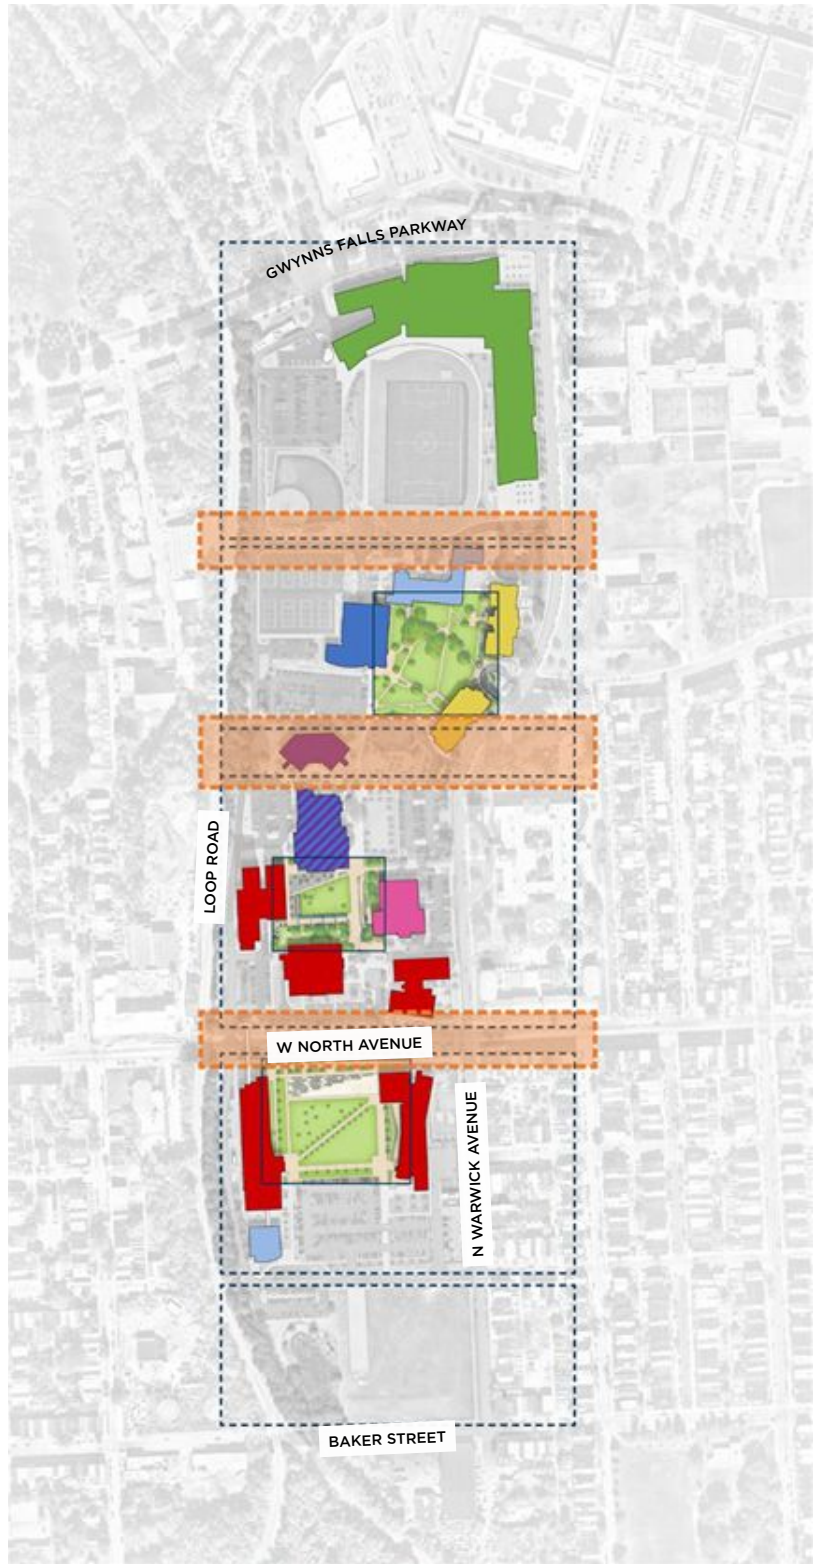 GWYNNS FALLS PARKWAY
LOOP ROAD
W NORTH AVENUE
N WARWICK AVENUE
BAKER STREET